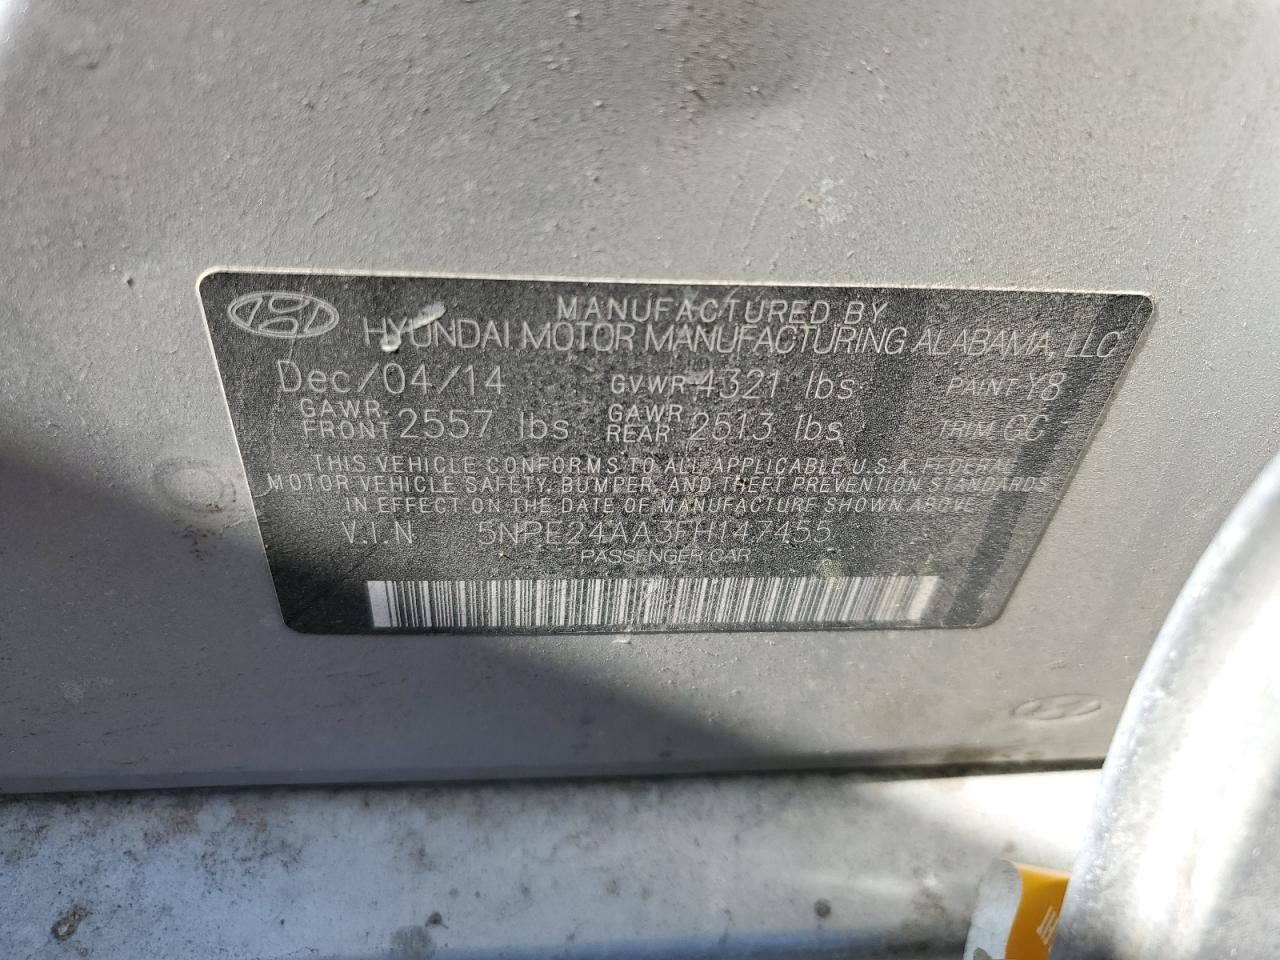 MANUFACTURED BY
HYUNDAI MOTOR MANUFACTURING ALABAMA, LLC
Dec/04/14 GVWR 4321 lbs PAINT Y8
GAWR FRONT 2557 lbs GAWR REAR 2513 lbs TRIM GC
THIS VEHICLE CONFORMS TO ALL APPLICABLE U.S.A. FEDERAL
MOTOR VEHICLE SAFETY, BUMPER, AND THEFT PREVENTION STANDARDS
IN EFFECT ON THE DATE OF MANUFACTURE SHOWN ABOVE
V.I.N 5NPE24AA3FH147455
PASSENGER CAR